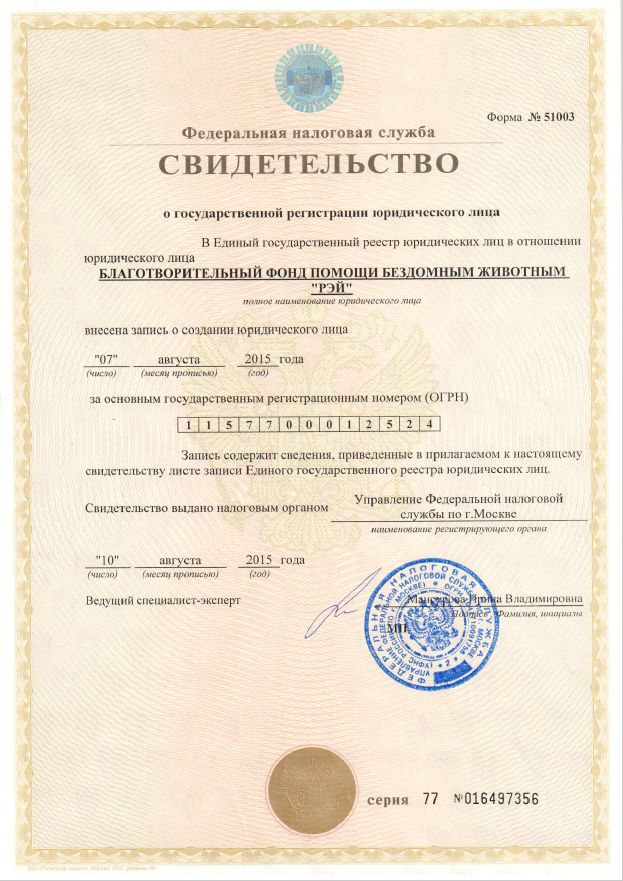 Форма № 51003
Федеральная налоговая служба
СВИДЕТЕЛЬСТВО
о государственной регистрации юридического лица
В Единый государственный реестр юридических лиц в отношении
юридического лица
БЛАГОТВОРИТЕЛЬНЫЙ ФОНД ПОМОЩИ БЕЗДОМНЫМ ЖИВОТНЫМ
"РЭЙ"
полное наименование юридического лица
внесена запись о создании юридического лица
"07" августа 2015 года
(число) (месяц прописью) (год)
за основным государственным регистрационным номером (ОГРН)
1 1 5 7 7 0 0 0 1 2 5 2 4
Запись содержит сведения, приведенные в прилагаемом к настоящему
свидетельству листе записи Единого государственного реестра юридических лиц.
Свидетельство выдано налоговым органом Управление Федеральной налоговой
службы по г.Москве
наименование регистрирующего органа
"10" августа 2015 года
(число) (месяц прописью) (год)
Ведущий специалист-эксперт Ирина Владимировна
Фамилия, инициалы
МП
ФЕДЕРАЛЬНАЯ НАЛОГОВАЯ СЛУЖБА
серия 77 №016497356